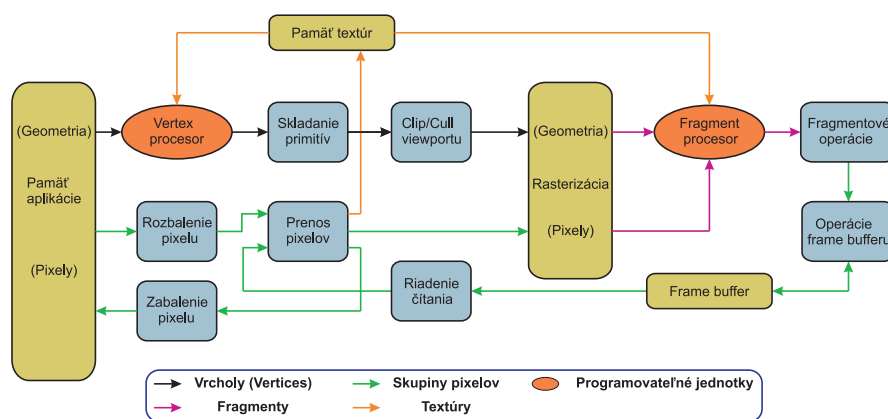 Pamäť textúr
(Geometria)
Pamäť
aplikácie
(Pixely)
Vertex
procesor
Skladanie
primitív
Clip/Cull
viewportu
(Geometria)
Rasterizácia
(Pixely)
Fragment
procesor
Fragmentové
operácie
Rozbalenie
pixelu
Prenos
pixelov
Operácie
frame bufferu
Zabalenie
pixelu
Riadenie
čítania
Frame buffer
Vrcholy (Vertices)
Skupiny pixelov
Programovateľné jednotky
Fragmenty
Textúry